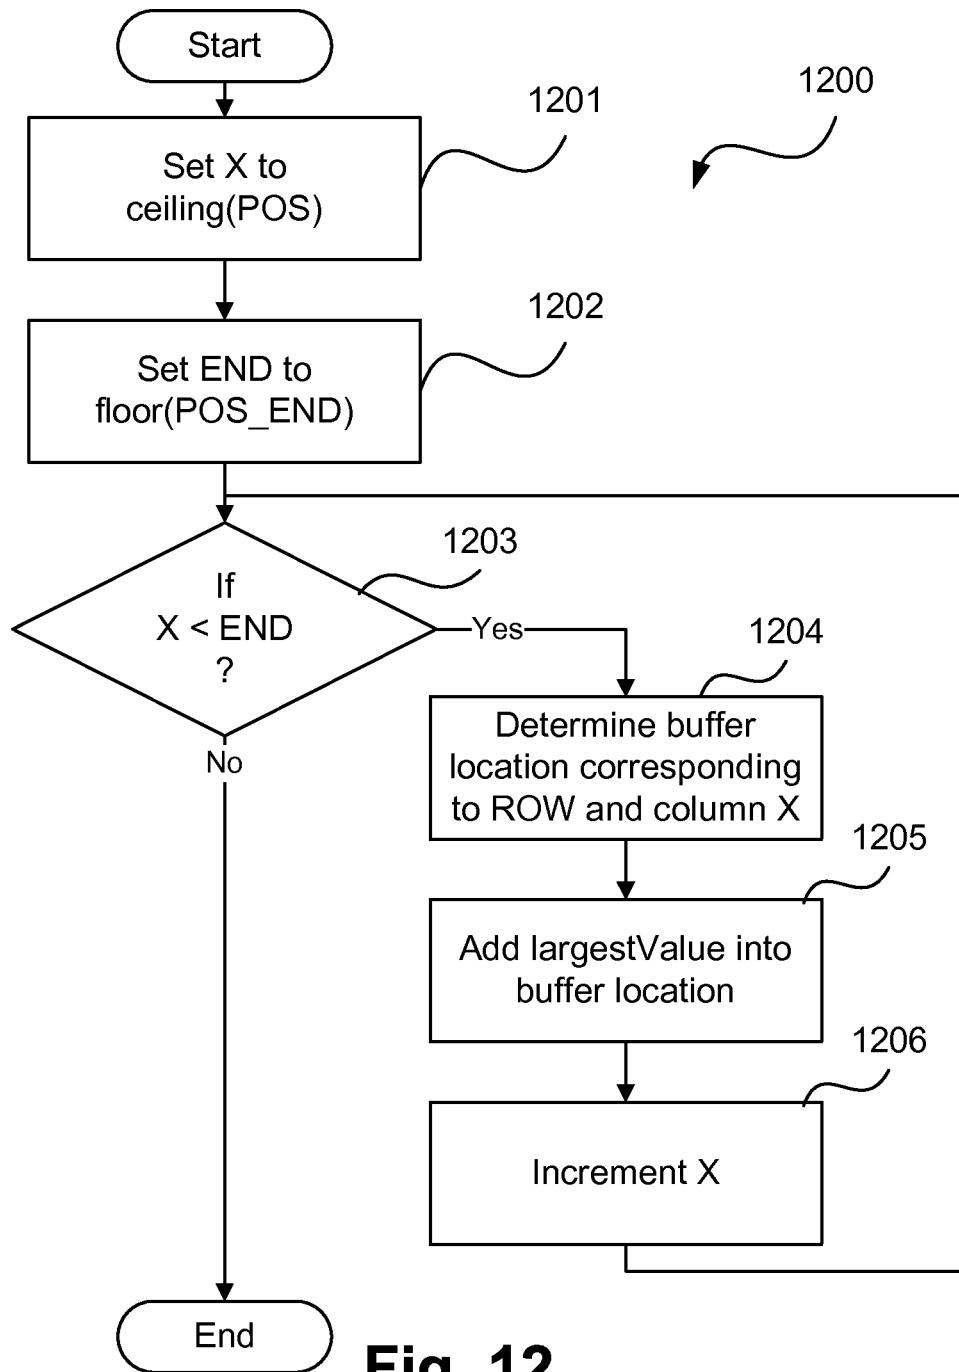 Start
1201
1200
Set X to
ceiling(POS)
1202
Set END to
floor(POS_END)
1203
If
X < END
?
Yes
1204
No
Determine buffer
location corresponding
to ROW and column X
1205
Add largestValue into
buffer location
1206
Increment X
End
Fig. 12